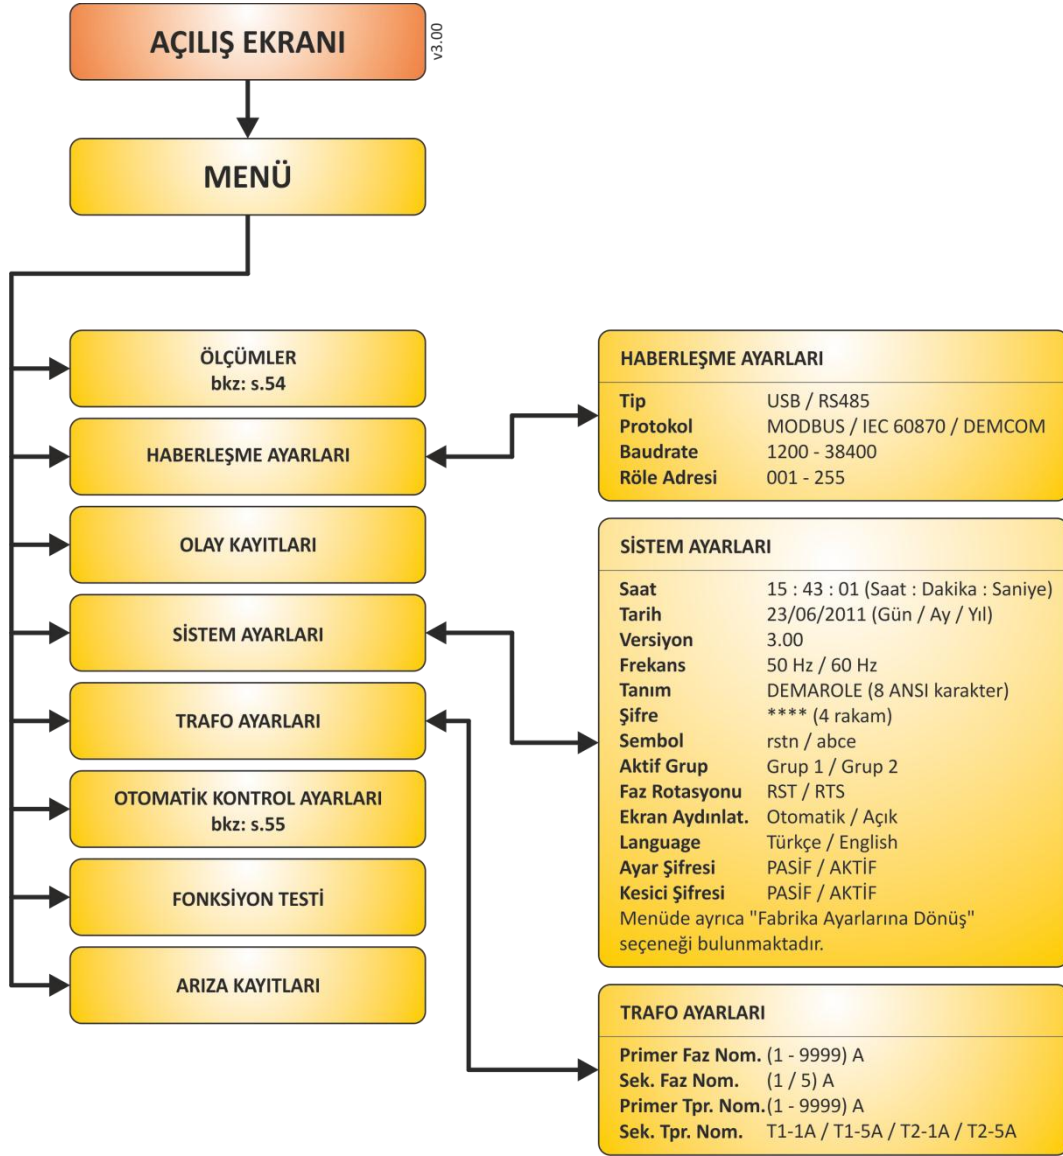 AÇILIŞ EKRANI
v3.00
MENÜ
ÖLÇÜMLER
bkz: s.54
HABERLEŞME AYARLARI
OLAY KAYITLARI
SİSTEM AYARLARI
TRAFO AYARLARI
OTOMATİK KONTROL AYARLARI
bkz: s.55
FONKSİYON TESTİ
ARIZA KAYITLARI
HABERLEŞME AYARLARI
Tip USB / RS485
Protokol MODBUS / IEC 60870 / DEMCOM
Baudrate 1200 - 38400
Röle Adresi 001 - 255
SİSTEM AYARLARI
Saat 15 : 43 : 01 (Saat : Dakika : Saniye)
Tarih 23/06/2011 (Gün / Ay / Yıl)
Versiyon 3.00
Frekans 50 Hz / 60 Hz
Tanım DEMAROLE (8 ANSI karakter)
Şifre **** (4 rakam)
Sembol rstn / abce
Aktif Grup Grup 1 / Grup 2
Faz Rotasyonu RST / RTS
Ekran Aydınlat. Otomatik / Açık
Language Türkçe / English
Ayar Şifresi PASİF / AKTİF
Kesici Şifresi PASİF / AKTİF
Menüde ayrıca "Fabrika Ayarlarına Dönüş"
seçeneği bulunmaktadır.
TRAFO AYARLARI
Primer Faz Nom. (1 - 9999) A
Sek. Faz Nom. (1 / 5) A
Primer Tpr. Nom. (1 - 9999) A
Sek. Tpr. Nom. T1-1A / T1-5A / T2-1A / T2-5A